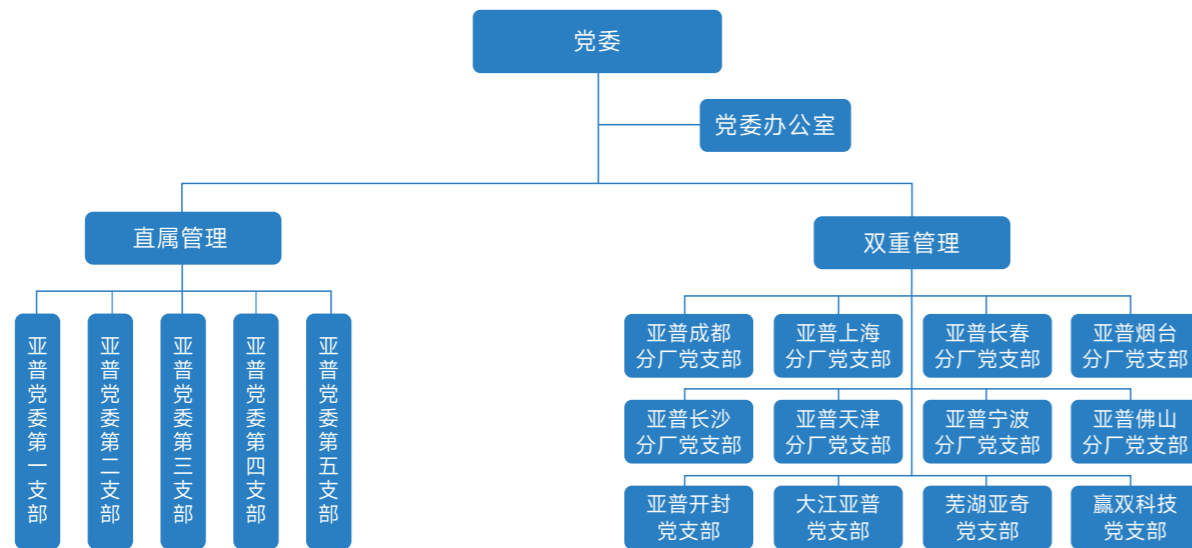 党委
党委办公室
直属管理
双重管理
亚普党委第一支部
亚普党委第二支部
亚普党委第三支部
亚普党委第四支部
亚普党委第五支部
亚普成都
分厂党支部
亚普上海
分厂党支部
亚普长春
分厂党支部
亚普烟台
分厂党支部
亚普长沙
分厂党支部
亚普天津
分厂党支部
亚普宁波
分厂党支部
亚普佛山
分厂党支部
亚普开封
党支部
大江亚普
党支部
芜湖亚奇
党支部
赢双科技
党支部